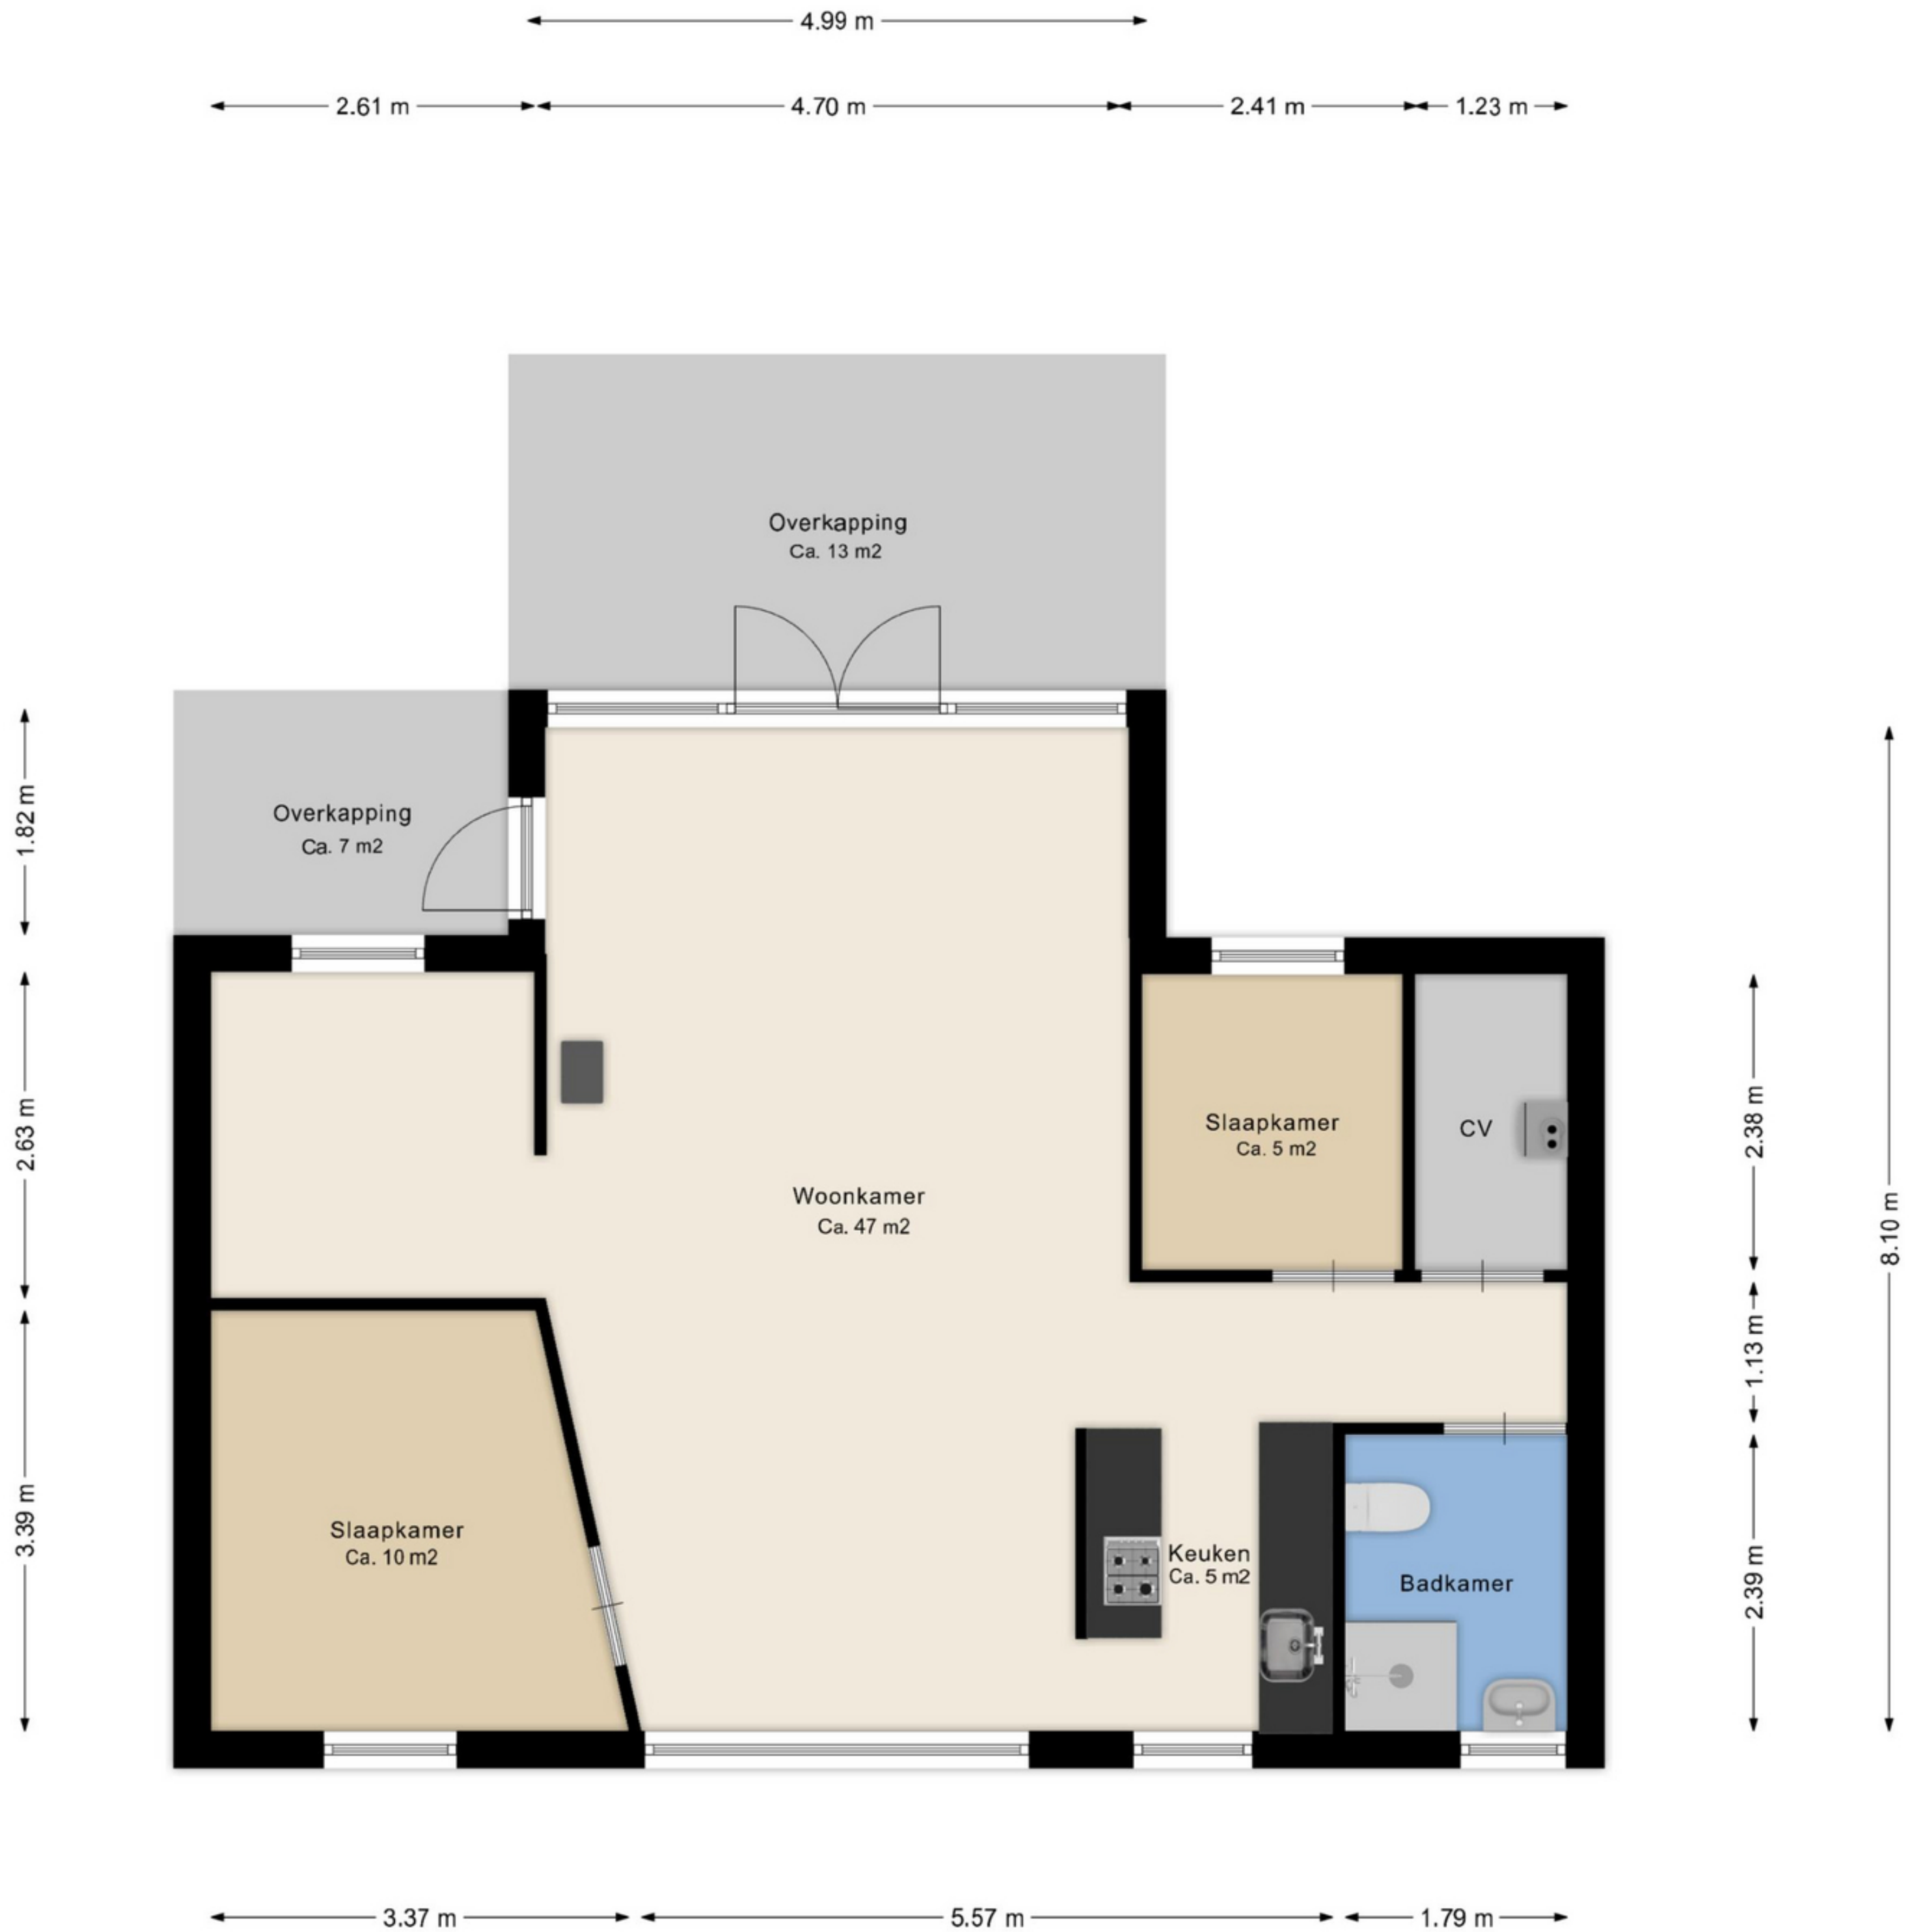 4.99 m
2.61 m
4.70 m
2.41 m
1.23 m
Overkapping
Ca. 13 m2
Overkapping
Ca. 7 m2
1.82 m
2.63 m
3.39 m
Slaapkamer
Ca. 5 m2
CV
Woonkamer
Ca. 47 m2
2.38 m
1.13 m
2.39 m
8.10 m
Slaapkamer
Ca. 10 m2
Keuken
Ca. 5 m2
Badkamer
3.37 m
5.57 m
1.79 m